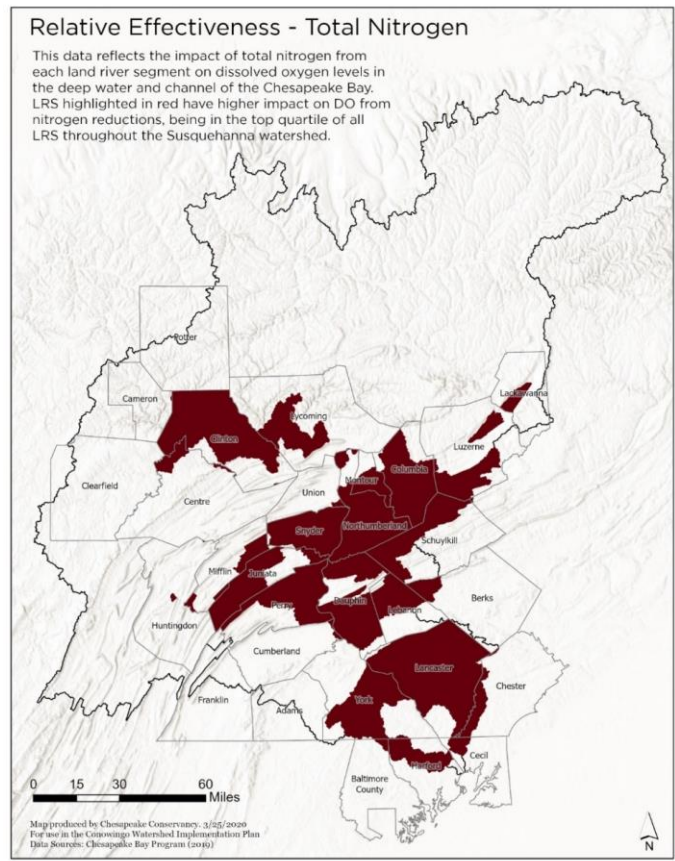 Relative Effectiveness - Total Nitrogen
This data reflects the impact of total nitrogen from
each land river segment on dissolved oxygen levels in
the deep water and channel of the Chesapeake Bay.
LRS highlighted in red have higher impact on DO from
nitrogen reductions, being in the top quartile of all
LRS throughout the Susquehanna watershed.
Potter
Cameron
Lackawanna
Lycoming
Clinton
Luzerne
Columbia
Clearfield
Montour
Union
Centre
Northumberland
Snyder
Schuylkill
Mifflin
Juniata
Berks
Perry
Dauphin
Lebanon
Huntingdon
Cumberland
Lancaster
Chester
Franklin
York
Adams
Cecil
Harford
Baltimore
County
0 15 30 60
Miles
Map produced by Chesapeake Conservancy. 3/25/2020
For use in the Conowingo Watershed Implementation Plan
Data Sources: Chesapeake Bay Program (2019)
N